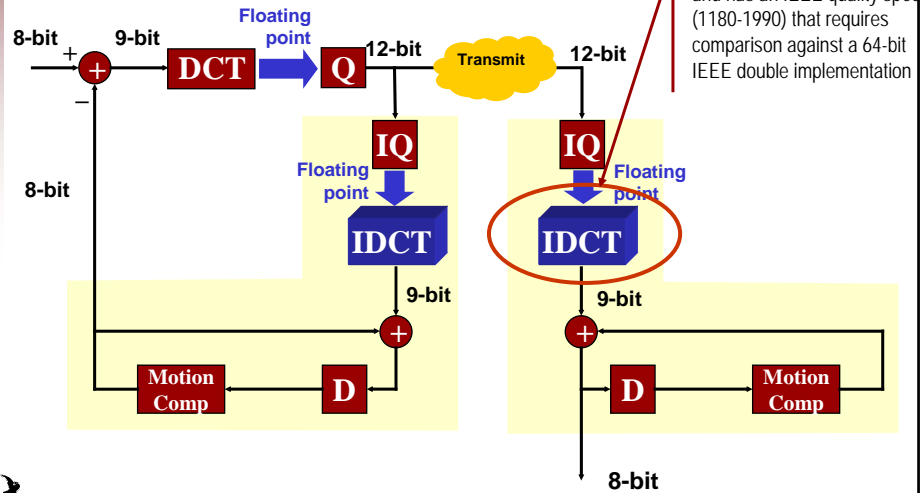 Floating
point
8-bit
+
9-bit
12-bit
+
DCT
Q
Transmit
12-bit
–
(1180-1990) that requires
comparison against a 64-bit
IEEE double implementation
8-bit
IQ
IQ
Floating
point
Floating
point
IDCT
IDCT
9-bit
9-bit
+
+
Motion
Comp
D
D
Motion
Comp
8-bit